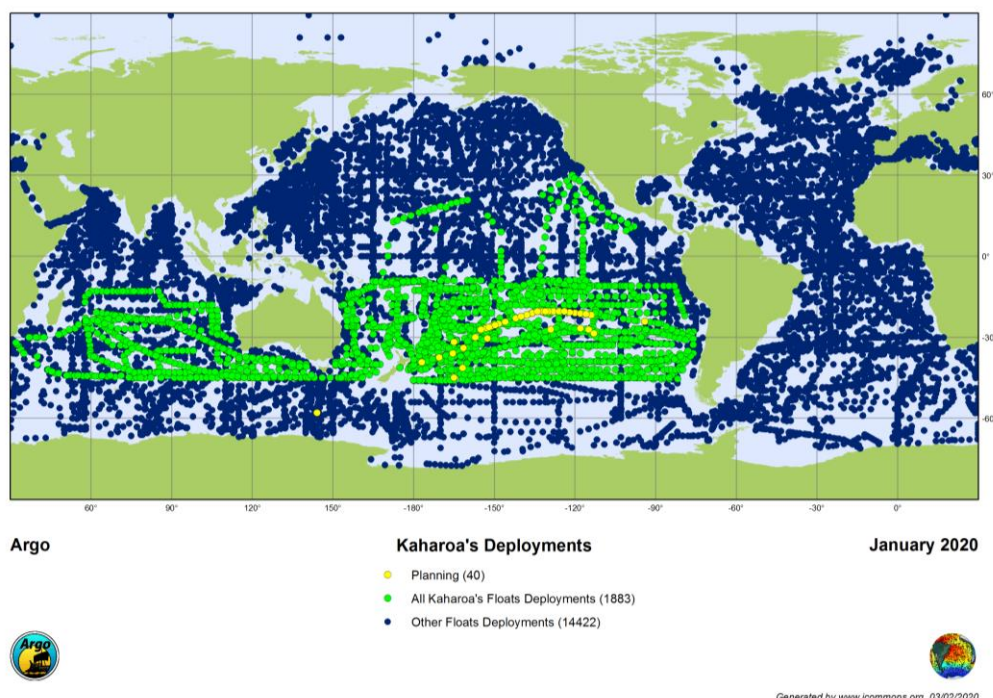 60°
30°
0°
-30°
-60
60° 90° 120° 150° -180° -150° -120° -90° -60° -30° 0°
Argo Kaharoa's Deployments January 2020
Planning (40)
All Kaharoa's Floats Deployments (1883)
Other Floats Deployments (14422)
Argo
Generated by www.jcommops.org, 03/02/2020